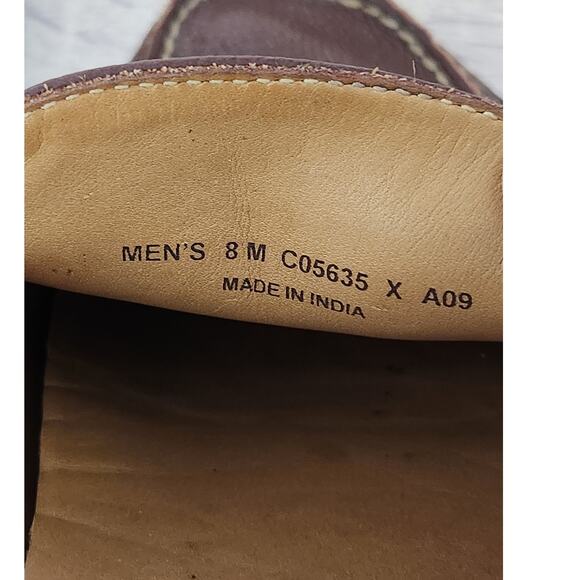 MEN'S 8 M C05635 X A09
MADE IN INDIA